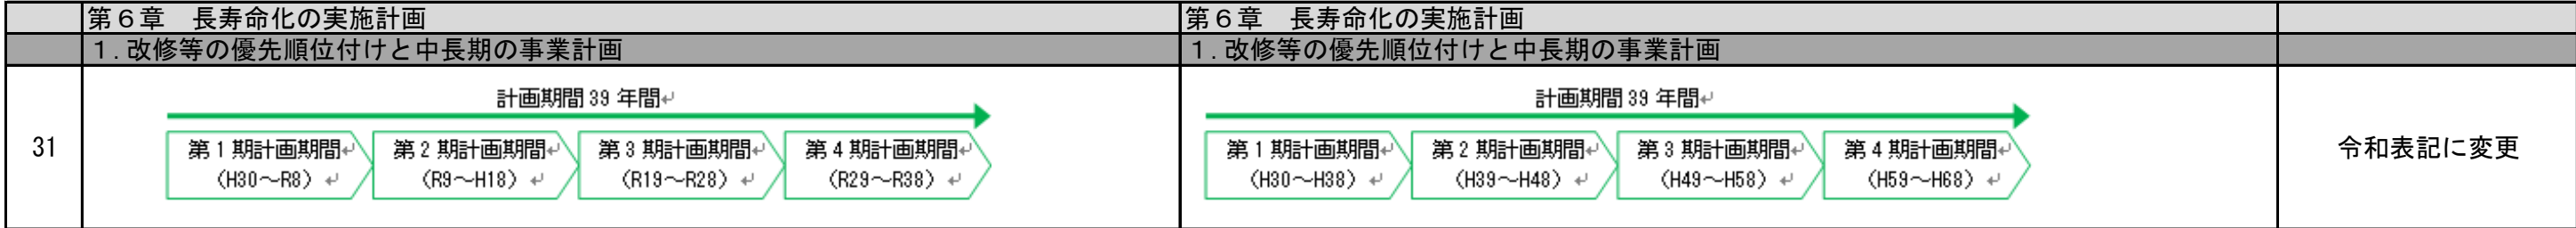 第６章　長寿命化の実施計画
第６章　長寿命化の実施計画
１.改修等の優先順位付けと中長期の事業計画
１.改修等の優先順位付けと中長期の事業計画
31
計画期間 39 年間↵
第 1 期計画期間↵
（H30～R8） ↵
第 2 期計画期間↵
（R9～H18） ↵
第 3 期計画期間↵
（R19～R28） ↵
第 4 期計画期間↵
（R29～R38） ↵
計画期間 39 年間↵
第 1 期計画期間↵
（H30～H38） ↵
第 2 期計画期間↵
（H39～H48） ↵
第 3 期計画期間↵
（H49～H58） ↵
第 4 期計画期間↵
（H59～H68） ↵
令和表記に変更